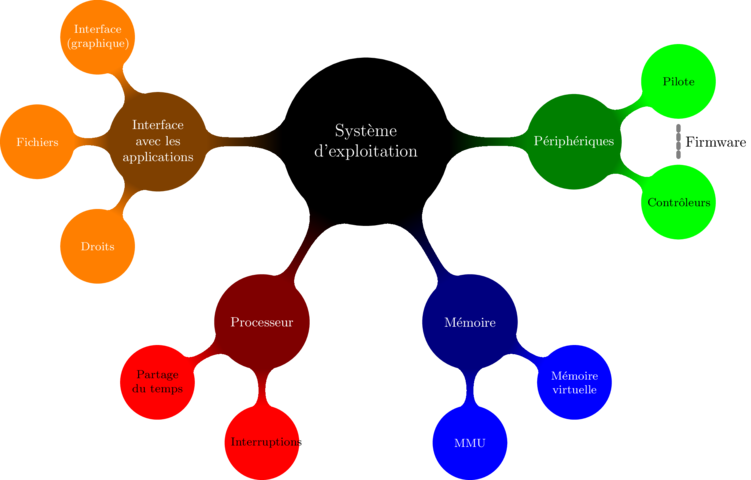 Interface
(graphique)
Fichiers
Droits
Interface
avec les
applications
Système
d'exploitation
Périphériques
Pilote
Firmware
Contrôleurs
Processeur
Partage
du temps
Interruptions
Mémoire
Mémoire
virtuelle
MMU